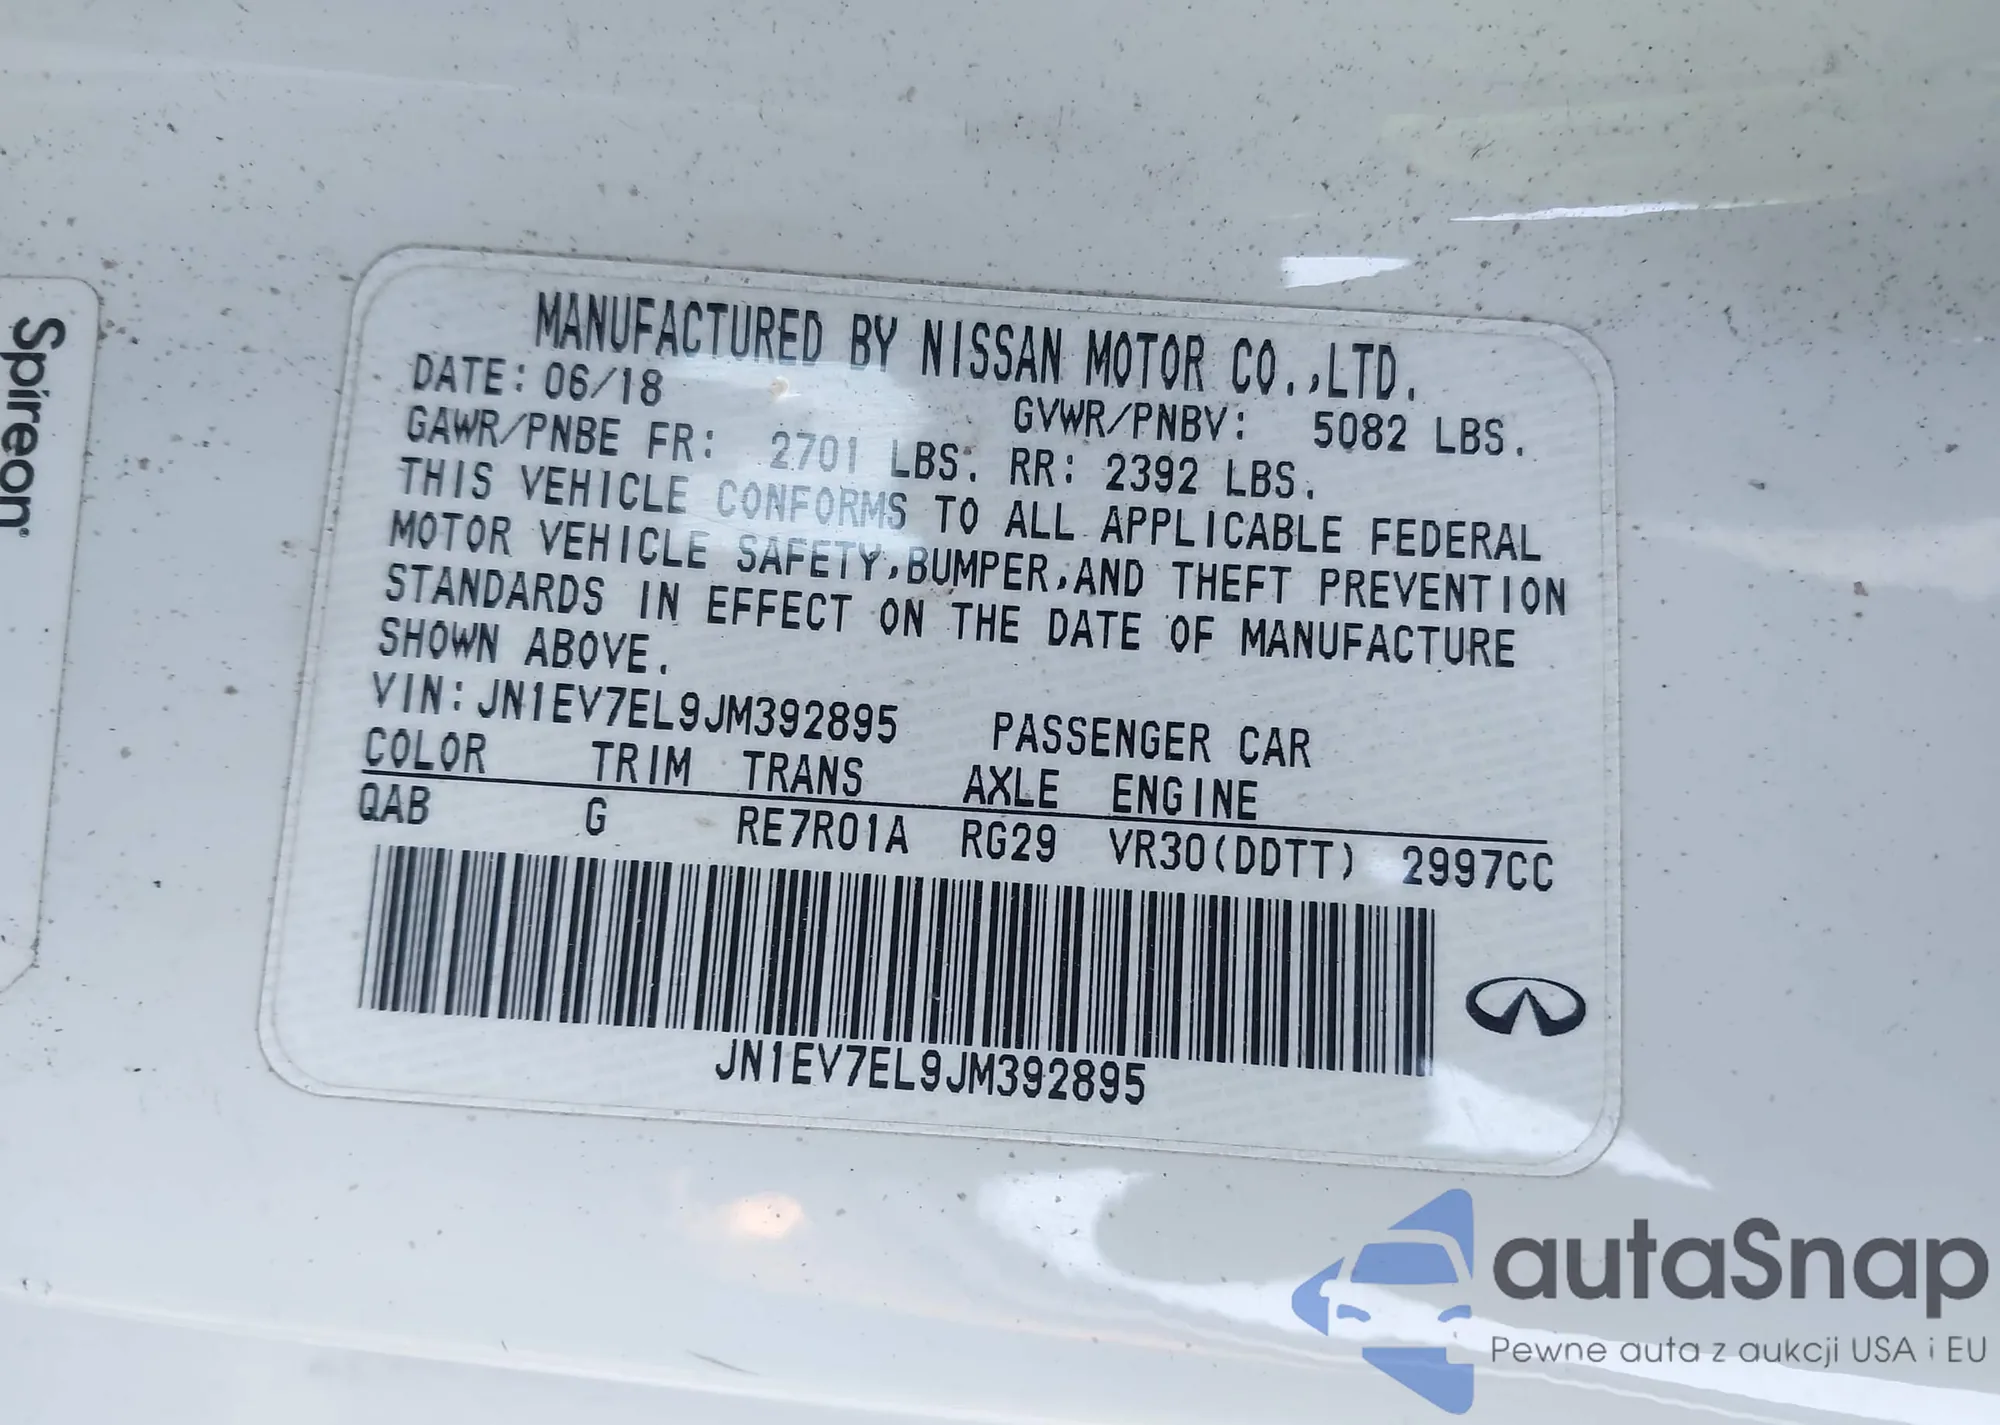 Spireon
MANUFACTURED BY NISSAN MOTOR CO.,LTD.
DATE: 06/18
GVWR/PNBV: 5082 LBS.
GAWR/PNBE FR: 2701 LBS. RR: 2392 LBS.
THIS VEHICLE CONFORMS TO ALL APPLICABLE FEDERAL
MOTOR VEHICLE SAFETY,BUMPER,AND THEFT PREVENTION
STANDARDS IN EFFECT ON THE DATE OF MANUFACTURE
SHOWN ABOVE.
VIN: JN1EV7EL9JM392895 PASSENGER CAR
COLOR TRIM TRANS AXLE ENGINE
QAB G RE7R01A RG29 VR30(DDTT) 2997CC
JN1EV7EL9JM392895
autaSnap
Pewne auta z aukcji USA i EU